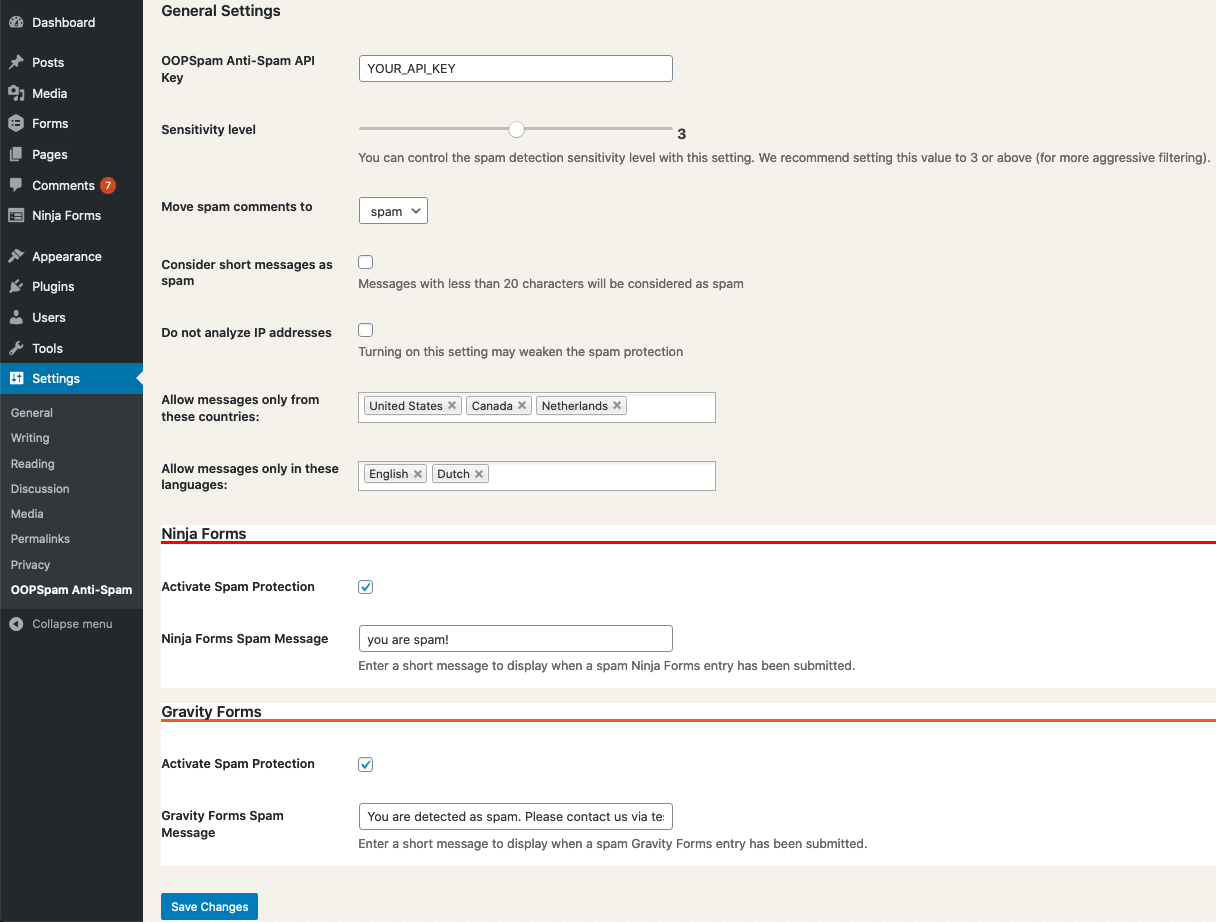 Dashboard
Posts
Media
Forms
Pages
Comments 7
Ninja Forms
Appearance
Plugins
Users
Tools
Settings
General
Writing
Reading
Discussion
Media
Permalinks
Privacy
OOPSpam Anti-Spam
Collapse menu
General Settings
OOPSpam Anti-Spam API
Key
YOUR_API_KEY
Sensitivity level
3
You can control the spam detection sensitivity level with this setting. We recommend setting this value to 3 or above (for more aggressive filtering).
Move spam comments to
spam
Consider short messages as
spam
Messages with less than 20 characters will be considered as spam
Do not analyze IP addresses
Turning on this setting may weaken the spam protection
Allow messages only from
these countries:
United States Canada Netherlands
Allow messages only in these
languages:
English Dutch
Ninja Forms
Activate Spam Protection
Ninja Forms Spam Message
you are spam!
Enter a short message to display when a spam Ninja Forms entry has been submitted.
Gravity Forms
Activate Spam Protection
Gravity Forms Spam
Message
You are detected as spam. Please contact us via tes
Enter a short message to display when a spam Gravity Forms entry has been submitted.
Save Changes